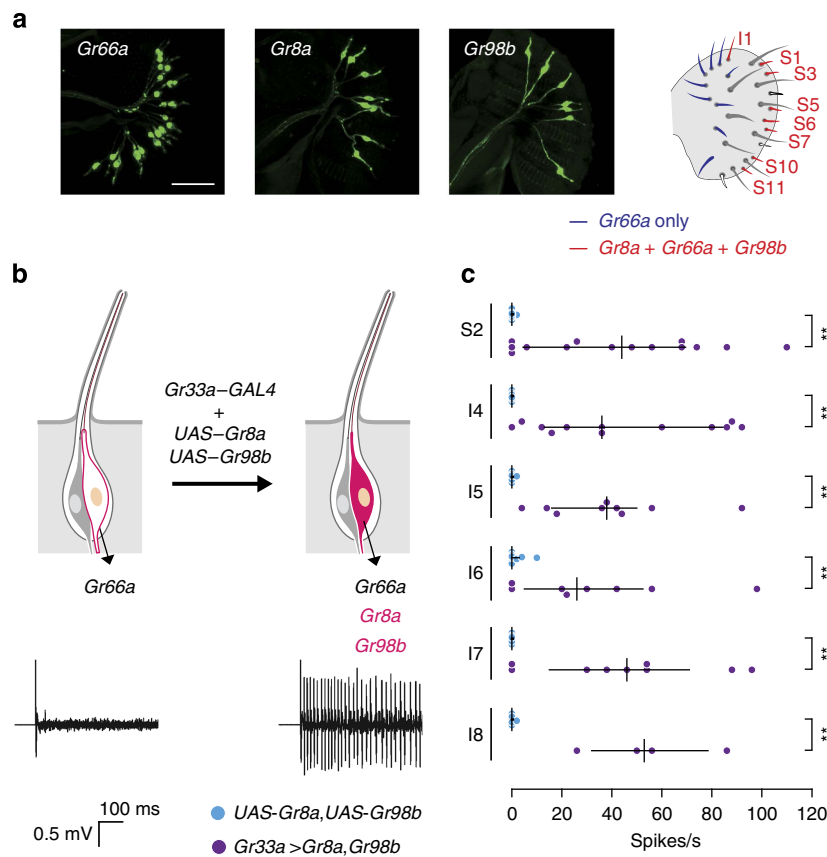 a
Gr66a
Gr8a
Gr98b
I1
S1
S3
S5
S6
S7
S10
S11
Gr66a only
Gr8a + Gr66a + Gr98b
b
Gr33a–GAL4
+
UAS–Gr8a
UAS–Gr98b
Gr66a
Gr66a
Gr8a
Gr98b
100 ms
0.5 mV
UAS-Gr8a,UAS-Gr98b
Gr33a >Gr8a,Gr98b
c
S2
**
I4
**
I5
**
I6
**
I7
**
I8
**
0 20 40 60 80 100 120
Spikes/s